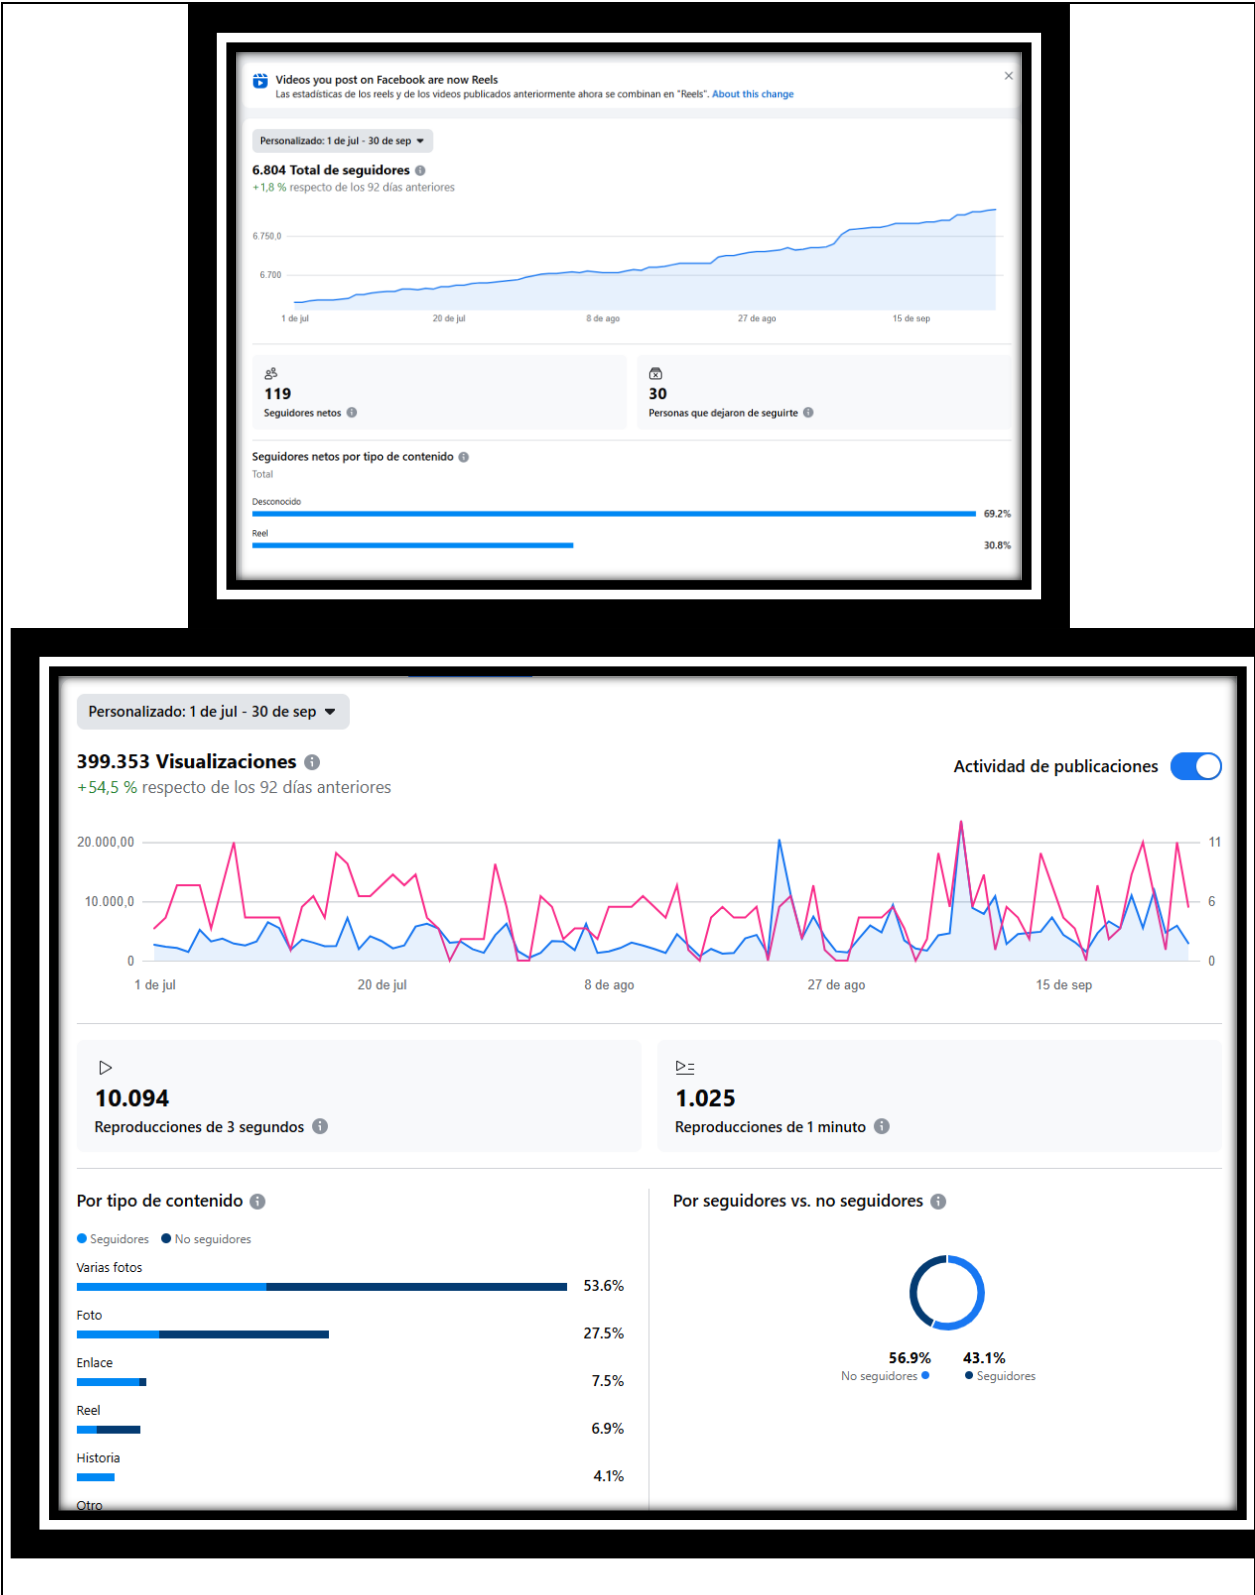 Videos you post on Facebook are now Reels
Las estadísticas de los reels y de los videos publicados anteriormente ahora se combinan en "Reels". About this change
Personalizado: 1 de jul - 30 de sep
6.804 Total de seguidores
+1,8 % respecto de los 92 días anteriores
6.750,0
6.700
1 de jul 20 de jul 8 de ago 27 de ago 15 de sep
119
Seguidores netos
30
Personas que dejaron de seguirte
Seguidores netos por tipo de contenido
Total
Desconocido
69.2%
Reel
30.8%
Personalizado: 1 de jul - 30 de sep
399.353 Visualizaciones
+54,5 % respecto de los 92 días anteriores
Actividad de publicaciones
20.000,00 11
10.000,0 6
0 0
1 de jul 20 de jul 8 de ago 27 de ago 15 de sep
10.094
Reproducciones de 3 segundos
1.025
Reproducciones de 1 minuto
Por tipo de contenido
Seguidores No seguidores
Varias fotos
53.6%
Foto
27.5%
Enlace
7.5%
Reel
6.9%
Historia
4.1%
Otro
Por seguidores vs. no seguidores
56.9% 43.1%
No seguidores Seguidores